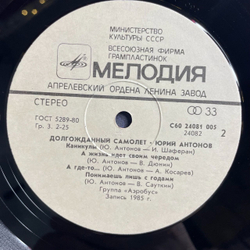 МИНИСТЕРСТВО
КУЛЬТУРЫ СССР
ВСЕСОЮЗНАЯ ФИРМА
ГРАМПЛАСТИНОК
МЕЛОДИЯ
АПРЕЛЕВСКИЙ ОРДЕНА ЛЕНИНА ЗАВОД
СТЕРЕО
33
ГОСТ 5289-80
Гр. 3. 2-25
С60 24081 005
24082
2
ДОЛГОЖДАННЫЙ САМОЛЕТ - ЮРИЙ АНТОНОВ
Каникулы (Ю. Антонов — И. Шаферан)
А жизнь идет своим чередом
(Ю. Антонов — В. Дюнин)
А где-то... (Ю. Антонов — А. Косарев)
Понимаешь лишь с годами
(Ю. Антонов — В. Сауткин)
Группа «Аэробус»
Запись 1985 г.